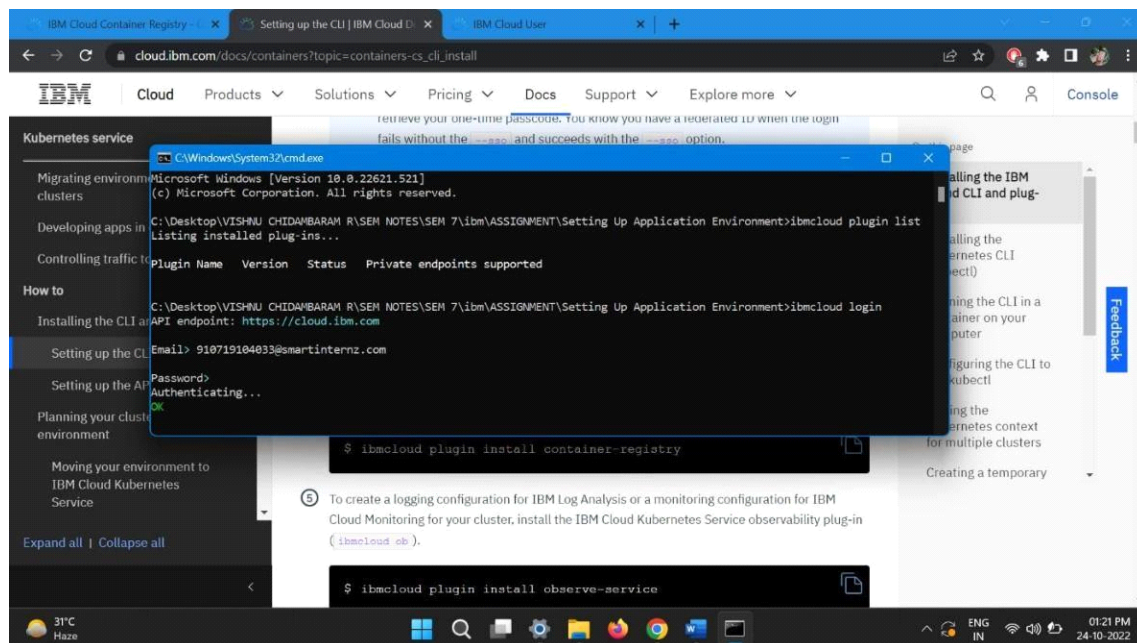 IBM Cloud Container Registry - C
Setting up the CLI | IBM Cloud D
IBM Cloud User
cloud.ibm.com/docs/containers?topic=containers-cs_cli_install
IBM Cloud Products Solutions Pricing Docs Support Explore more Console
Kubernetes service
Migrating environm
clusters
Developing apps in
Controlling traffic to
How to
Installing the CLI an
Setting up the CL
Setting up the AP
Planning your cluste
environment
Moving your environment to
IBM Cloud Kubernetes
Service
Expand all | Collapse all
retrieve your one-time passcode. You know you have a federated ID when the login
fails without the --sso and succeeds with the --sso option.
C:\Windows\System32\cmd.exe
Microsoft Windows [Version 10.0.22621.521]
(c) Microsoft Corporation. All rights reserved.
C:\Desktop\VISHNU CHIDAMBARAM R\SEM NOTES\SEM 7\ibm\ASSIGNMENT\Setting Up Application Environment>ibmcloud plugin list
Listing installed plug-ins...
Plugin Name Version Status Private endpoints supported
C:\Desktop\VISHNU CHIDAMBARAM R\SEM NOTES\SEM 7\ibm\ASSIGNMENT\Setting Up Application Environment>ibmcloud login
API endpoint: https://cloud.ibm.com
Email> 910719104033@smartinternz.com
Password>
Authenticating...
OK
$ ibmcloud plugin install container-registry
5 To create a logging configuration for IBM Log Analysis or a monitoring configuration for IBM
Cloud Monitoring for your cluster, install the IBM Cloud Kubernetes Service observability plug-in
( ibmcloud ob ).
$ ibmcloud plugin install observe-service
page
alling the IBM
d CLI and plug-
alling the
ernetes CLI
ectl)
ning the CLI in a
ainer on your
puter
figuring the CLI to
kubectl
ing the
ernetes context
for multiple clusters
Creating a temporary
Feedback
31°C
Haze
ENG
IN
01:21 PM
24-10-2022